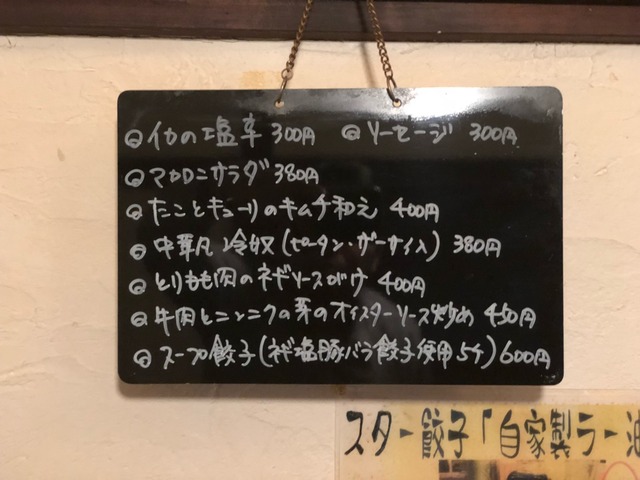 ◎イカの塩辛 300円 ◎ソーセージ 300円
◎マカロニサラダ 380円
◎たことキューリのキムチ和え 400円
◎中華風冷奴(ピータン・ザーサイ入) 380円
◎とりもも肉のネギソースがけ 400円
◎牛肉とニンニクの芽のオイスターソース炒め 450円
◎スープ餃子(ネギ塩豚バラ餃子使用5ヶ) 600円
スター餃子「自家製ラー油